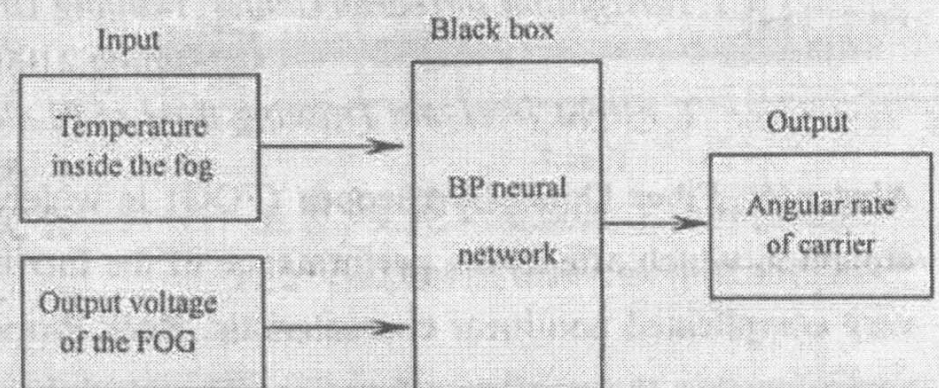 Input
Black box
Temperature
inside the fog
Output
BP neural
network
Angular rate
of carrier
Output voltage
of the FOG